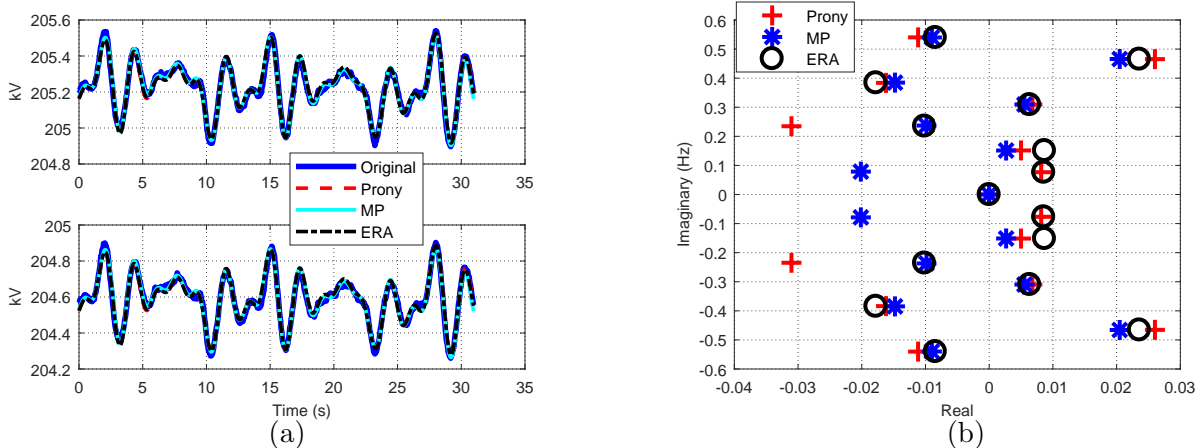 205.6
205.4
205.2
205
204.8
kV
0 5 10 15 20 25 30 35
Original
Prony
MP
ERA
205
204.8
204.6
204.4
204.2
kV
0 5 10 15 20 25 30 35
Time (s)
(a)
Prony
MP
ERA
0.6
0.5
0.4
0.3
0.2
0.1
0
-0.1
-0.2
-0.3
-0.4
-0.5
-0.6
Imaginary (Hz)
-0.04 -0.03 -0.02 -0.01 0 0.01 0.02 0.03
Real
(b)